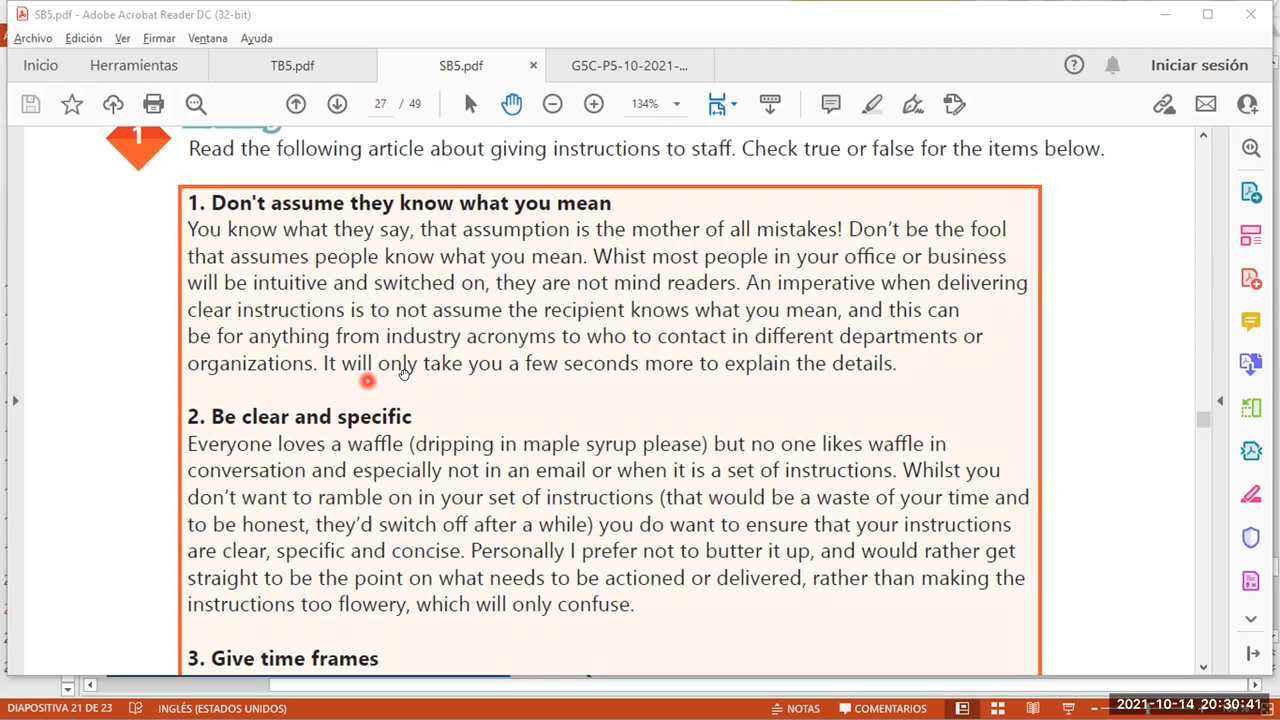 SB5.pdf - Adobe Acrobat Reader DC (32-bit)
Archivo Edición Ver Firmar Ventana Ayuda
Inicio Herramientas TB5.pdf SB5.pdf G5C-P5-10-2021-... Iniciar sesión
27 / 49 134%
1
Read the following article about giving instructions to staff. Check true or false for the items below.
1. Don't assume they know what you mean
You know what they say, that assumption is the mother of all mistakes! Don't be the fool
that assumes people know what you mean. Whist most people in your office or business
will be intuitive and switched on, they are not mind readers. An imperative when delivering
clear instructions is to not assume the recipient knows what you mean, and this can
be for anything from industry acronyms to who to contact in different departments or
organizations. It will only take you a few seconds more to explain the details.
2. Be clear and specific
Everyone loves a waffle (dripping in maple syrup please) but no one likes waffle in
conversation and especially not in an email or when it is a set of instructions. Whilst you
don't want to ramble on in your set of instructions (that would be a waste of your time and
to be honest, they'd switch off after a while) you do want to ensure that your instructions
are clear, specific and concise. Personally I prefer not to butter it up, and would rather get
straight to be the point on what needs to be actioned or delivered, rather than making the
instructions too flowery, which will only confuse.
3. Give time frames
DIAPOSITIVA 21 DE 23 INGLÉS (ESTADOS UNIDOS) NOTAS COMENTARIOS 2021-10-14 20:30:41